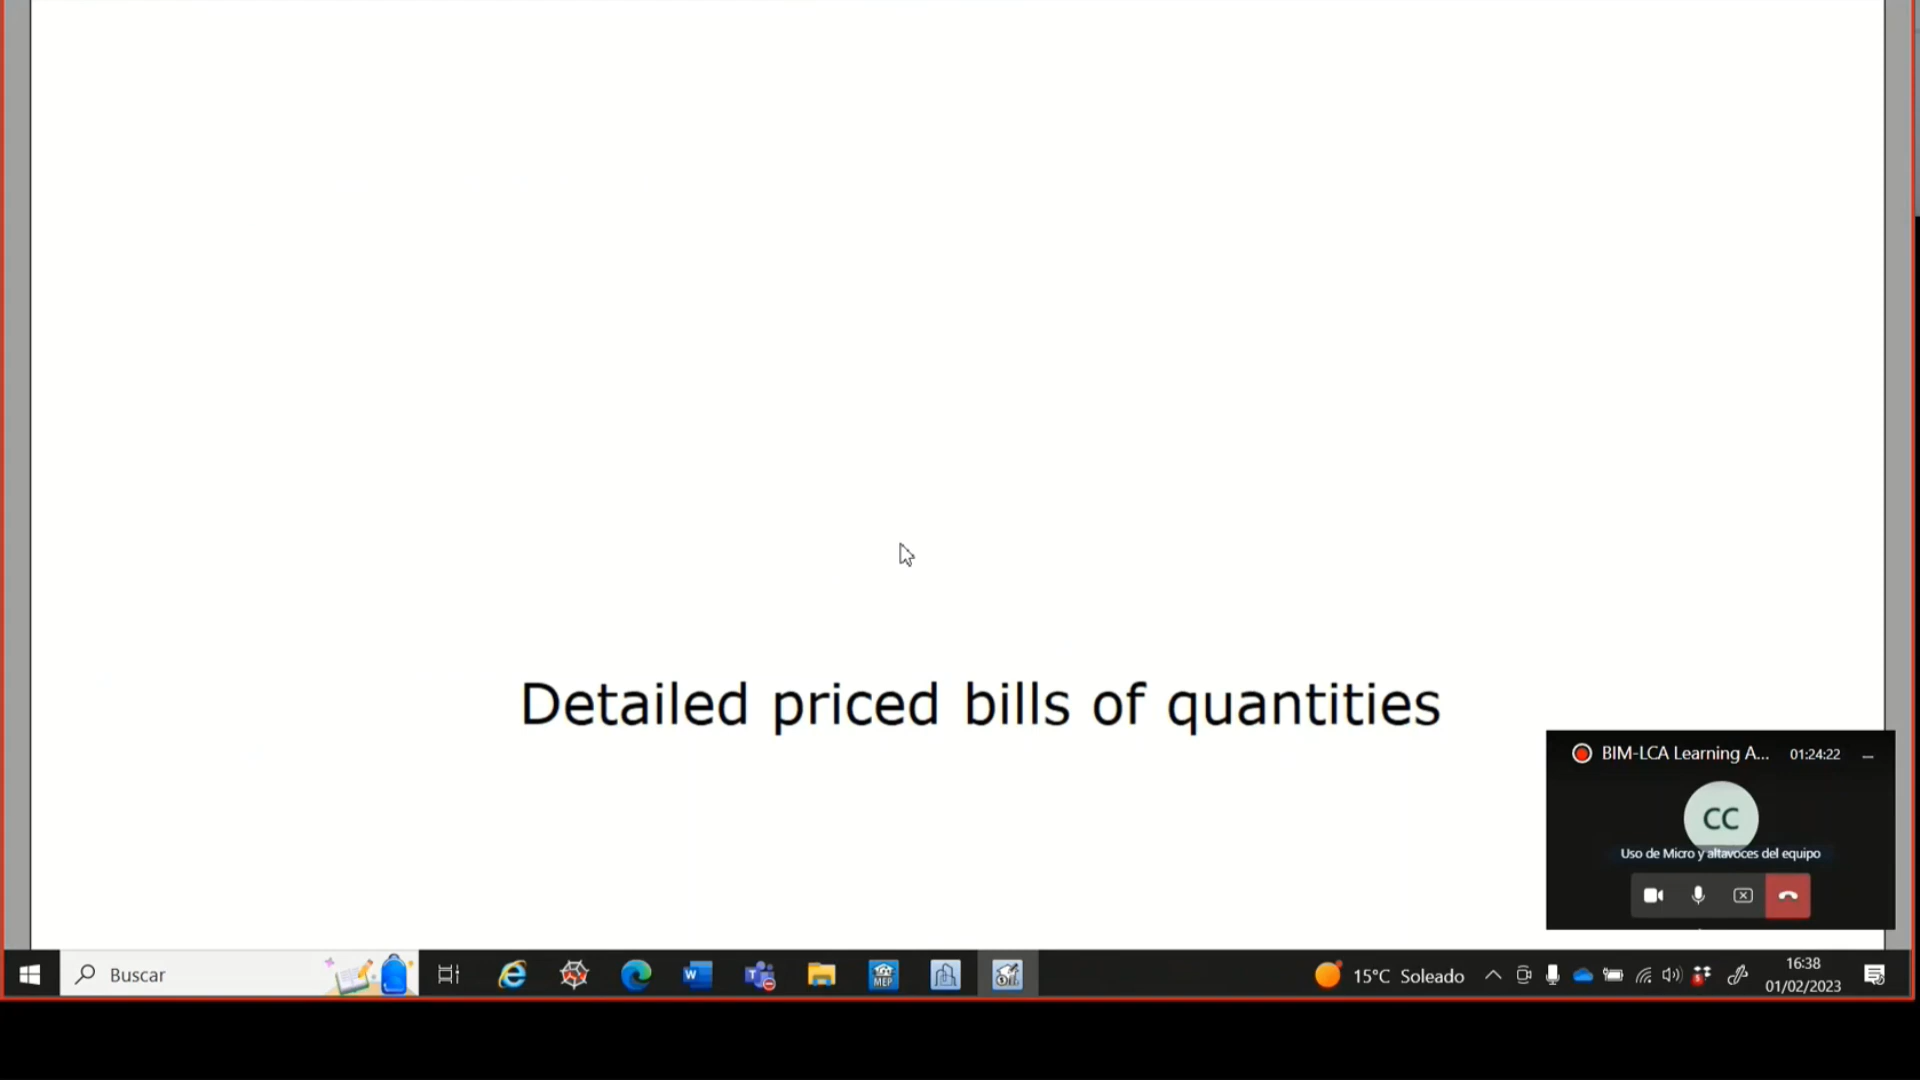 Detailed priced bills of quantities
BIM-LCA Learning A... 01:24:22
CC
Uso de Micro y altavoces del equipo
Buscar
MEP
15°C Soleado
16:38
01/02/2023